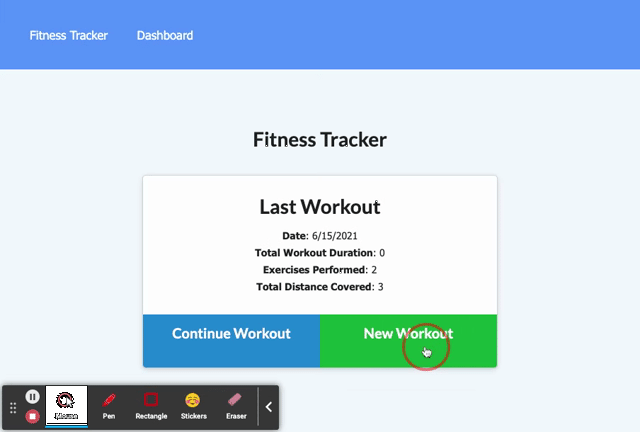 Fitness Tracker Dashboard
Fitness Tracker
Last Workout
Date: 6/15/2021
Total Workout Duration: 0
Exercises Performed: 2
Total Distance Covered: 3
Continue Workout New Workout
Pen Rectangle Stickers Eraser